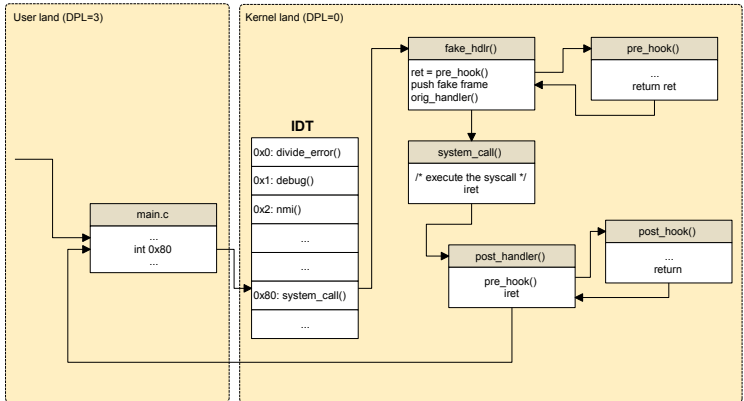 User land (DPL=3)
Kernel land (DPL=0)
fake_hdlr()
ret = pre_hook()
push fake frame
orig_handler()
pre_hook()
...
return ret
IDT
0x0: divide_error()
0x1: debug()
0x2: nmi()
...
...
0x80: system_call()
...
system_call()
/* execute the syscall */
iret
main.c
...
int 0x80
...
post_handler()
pre_hook()
iret
post_hook()
...
return